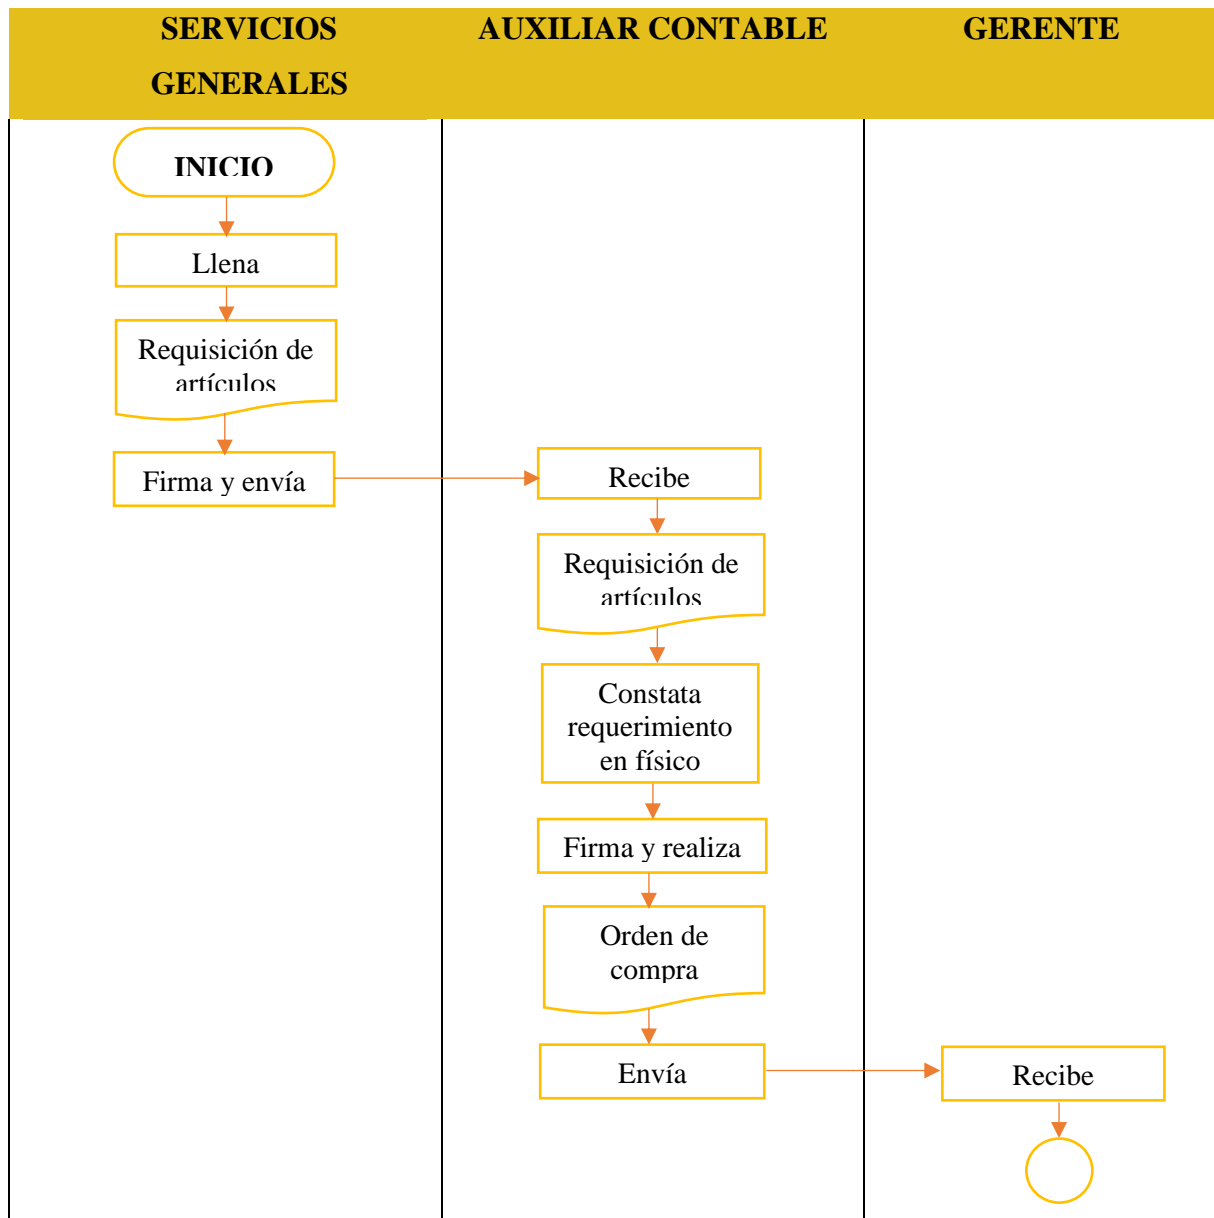 SERVICIOS
GENERALES
AUXILIAR CONTABLE
GERENTE
INICIO
Llena
Requisición de
artículos
Firma y envía
Recibe
Requisición de
artículos
Constata
requerimiento
en físico
Firma y realiza
Orden de
compra
Envía
Recibe